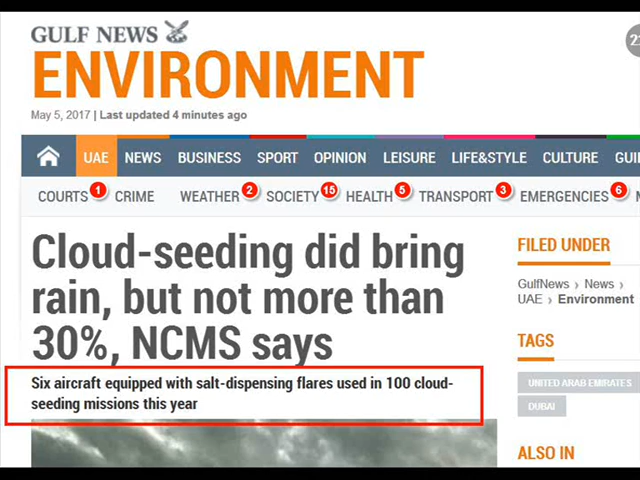 GULF NEWS
ENVIRONMENT
May 5, 2017 | Last updated 4 minutes ago
UAE NEWS BUSINESS SPORT OPINION LEISURE LIFE&STYLE CULTURE GUI
COURTS 1 CRIME WEATHER 2 SOCIETY 15 HEALTH 5 TRANSPORT 3 EMERGENCIES 6
Cloud-seeding did bring
rain, but not more than
30%, NCMS says
Six aircraft equipped with salt-dispensing flares used in 100 cloud-
seeding missions this year
FILED UNDER
GulfNews › News ›
UAE › Environment
TAGS
UNITED ARAB EMIRATES
DUBAI
ALSO IN